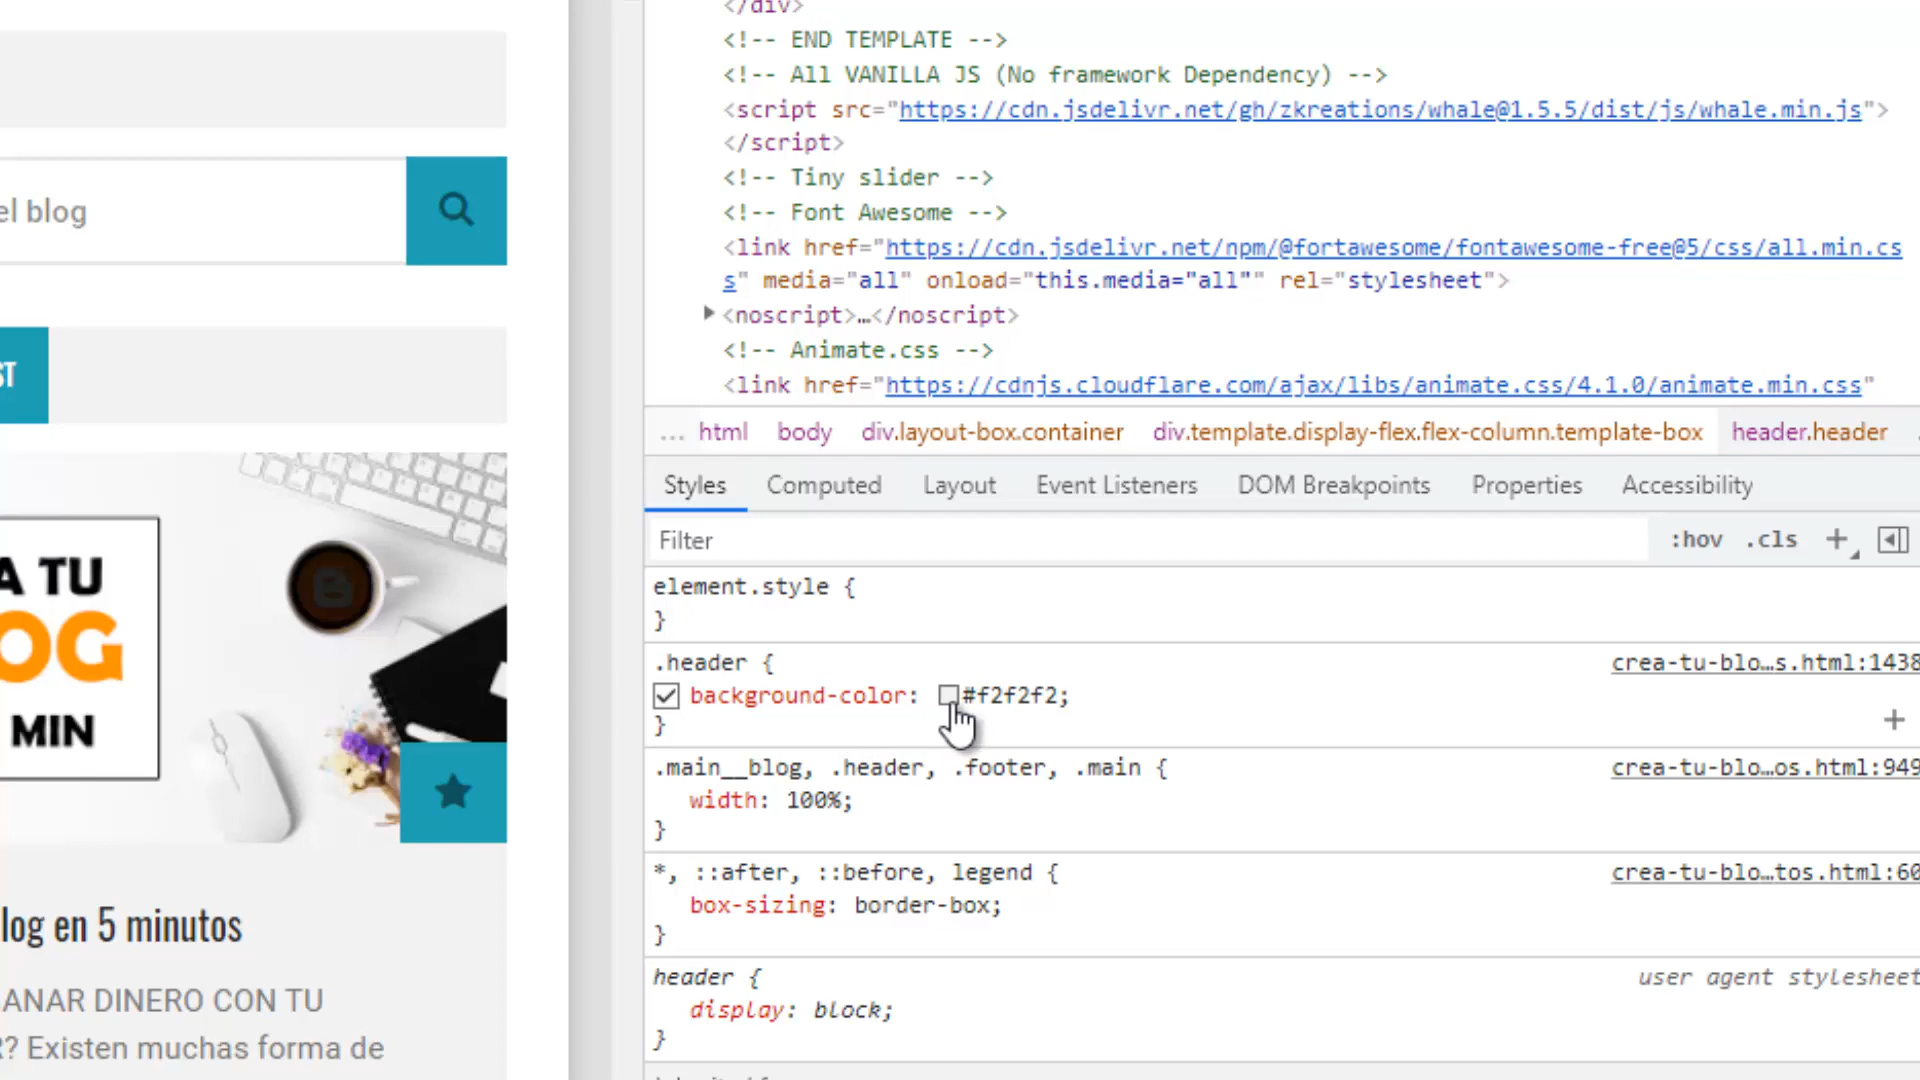 el blog
ST
A TU
OG
MIN
log en 5 minutos
ANAR DINERO CON TU
R? Existen muchas forma de
</div>
<!-- END TEMPLATE -->
<!-- All VANILLA JS (No framework Dependency) -->
<script src="https://cdn.jsdelivr.net/gh/zkreations/whale@1.5.5/dist/js/whale.min.js">
</script>
<!-- Tiny slider -->
<!-- Font Awesome -->
<link href="https://cdn.jsdelivr.net/npm/@fortawesome/fontawesome-free@5/css/all.min.cs
s" media="all" onload="this.media="all"" rel="stylesheet">
<noscript>…</noscript>
<!-- Animate.css -->
<link href="https://cdnjs.cloudflare.com/ajax/libs/animate.css/4.1.0/animate.min.css"
… html body div.layout-box.container div.template.display-flex.flex-column.template-box header.header
Styles Computed Layout Event Listeners DOM Breakpoints Properties Accessibility
Filter :hov .cls +
element.style {
}
.header { crea-tu-blo…s.html:1438
background-color: #f2f2f2;
} +
.main__blog, .header, .footer, .main { crea-tu-blo…os.html:949
width: 100%;
}
*, ::after, ::before, legend { crea-tu-blo…tos.html:60
box-sizing: border-box;
}
header { user agent stylesheet
display: block;
}